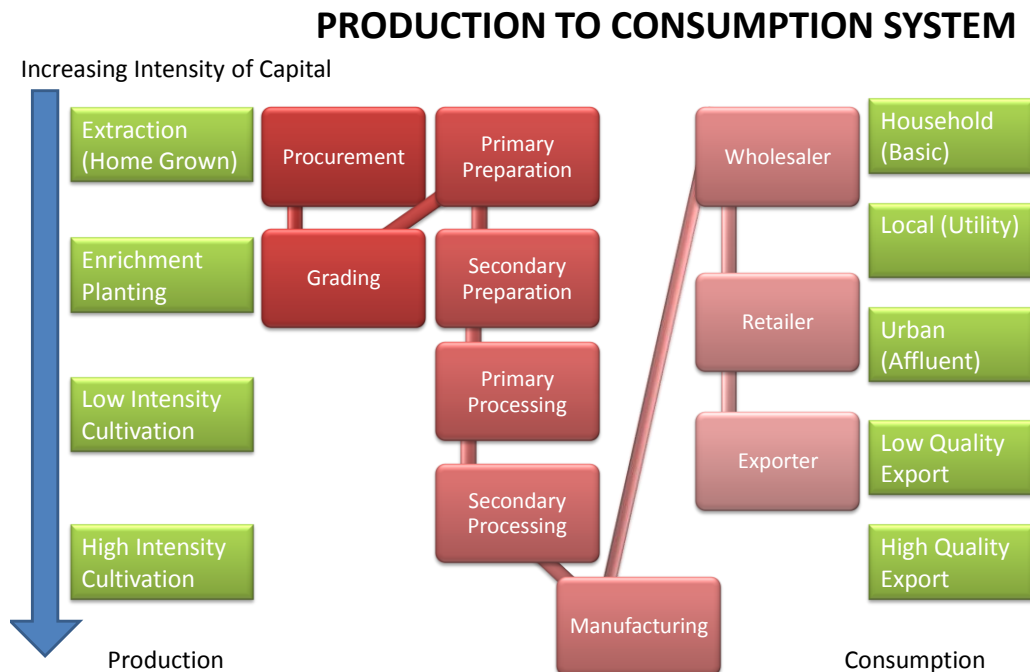 PRODUCTION TO CONSUMPTION SYSTEM
Increasing Intensity of Capital
Extraction
(Home Grown)
Enrichment
Planting
Low Intensity
Cultivation
High Intensity
Cultivation
Production
Procurement
Grading
Primary
Preparation
Secondary
Preparation
Primary
Processing
Secondary
Processing
Manufacturing
Wholesaler
Retailer
Exporter
Household
(Basic)
Local (Utility)
Urban
(Affluent)
Low Quality
Export
High Quality
Export
Consumption